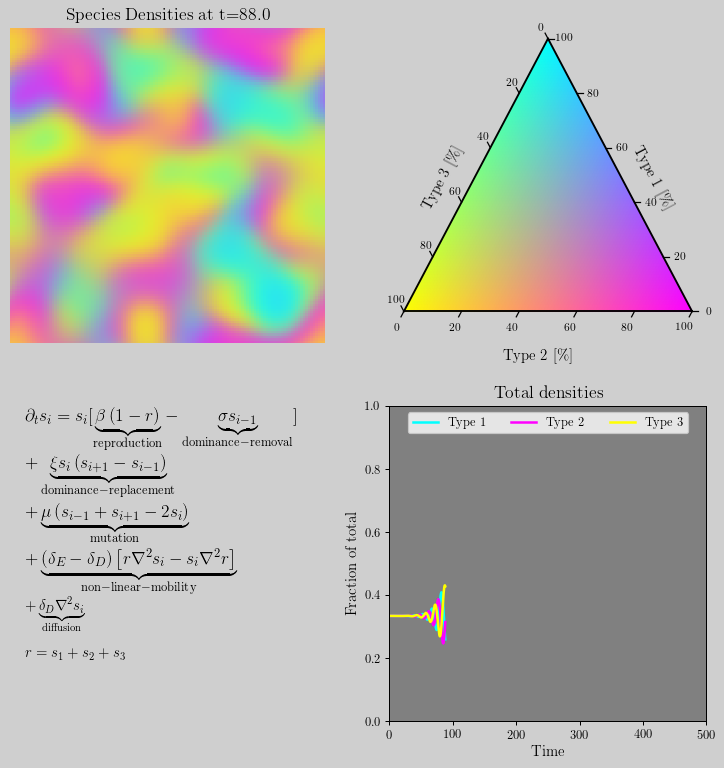 Species Densities at t=88.0
0
100
20
80
40
60
Type 3 [%]
Type 1 [%]
60
40
80
20
100
0
0
20
40
60
80
100
Type 2 [%]
∂ₜsᵢ = sᵢ[ β (1 − r) − σsᵢ₋₁ ]
reproduction dominance−removal
+ ξsᵢ (sᵢ₊₁ − sᵢ₋₁)
dominance−replacement
+ μ (sᵢ₋₁ + sᵢ₊₁ − 2sᵢ)
mutation
+ (δ_E − δ_D) [r∇²sᵢ − sᵢ∇²r]
non−linear−mobility
+ δ_D∇²sᵢ
diffusion
r = s₁ + s₂ + s₃
Total densities
Type 1 Type 2 Type 3
1.0
0.8
0.6
0.4
0.2
0.0
Fraction of total
0 100 200 300 400 500
Time